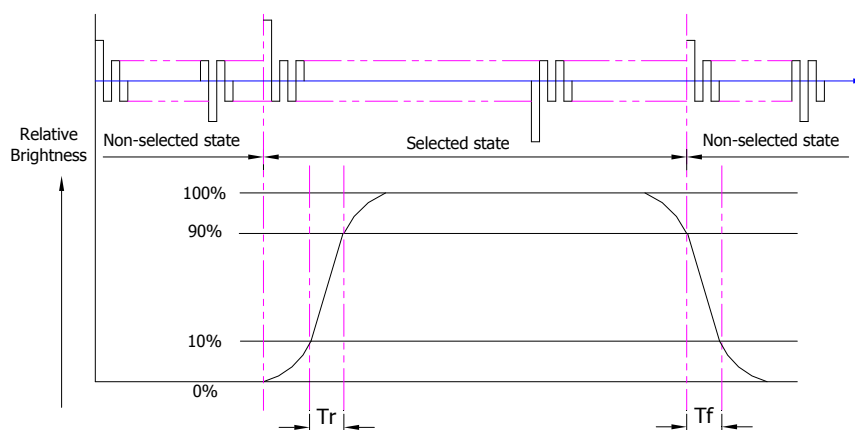 Relative
Brightness
Non-selected state
Selected state
Non-selected state
100%
90%
10%
0%
Tr
Tf